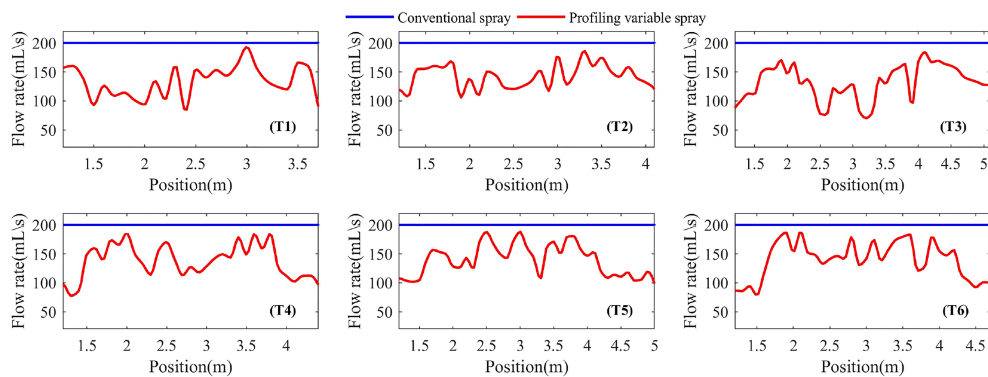 Conventional spray Profiling variable spray
200 200 200
150 150 150
100 100 100
50 50 50
Flow rate(mL\s) Flow rate(mL\s) Flow rate(mL\s)
(T1) (T2) (T3)
1.5 2 2.5 3 3.5 1.5 2 2.5 3 3.5 4 1.5 2 2.5 3 3.5 4 4.5 5
Position(m) Position(m) Position(m)
200 200 200
150 150 150
100 100 100
50 50 50
Flow rate(mL\s) Flow rate(mL\s) Flow rate(mL\s)
(T4) (T5) (T6)
1.5 2 2.5 3 3.5 4 1.5 2 2.5 3 3.5 4 4.5 5 1.5 2 2.5 3 3.5 4 4.5
Position(m) Position(m) Position(m)